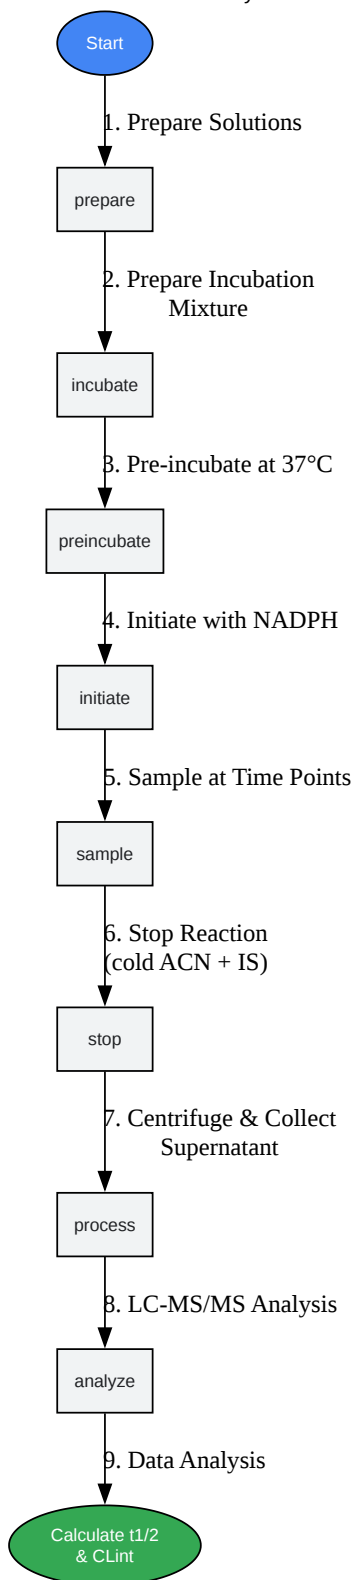 Start
1. Prepare Solutions
prepare
2. Prepare Incubation
Mixture
incubate
3. Pre-incubate at 37°C
preincubate
4. Initiate with NADPH
initiate
5. Sample at Time Points
sample
6. Stop Reaction
(cold ACN + IS)
stop
7. Centrifuge & Collect
Supernatant
process
8. LC-MS/MS Analysis
analyze
9. Data Analysis
Calculate t1/2
& CLint